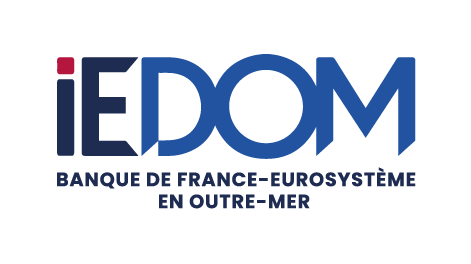 iEDOM
BANQUE DE FRANCE-EUROSYSTÈME
EN OUTRE-MER